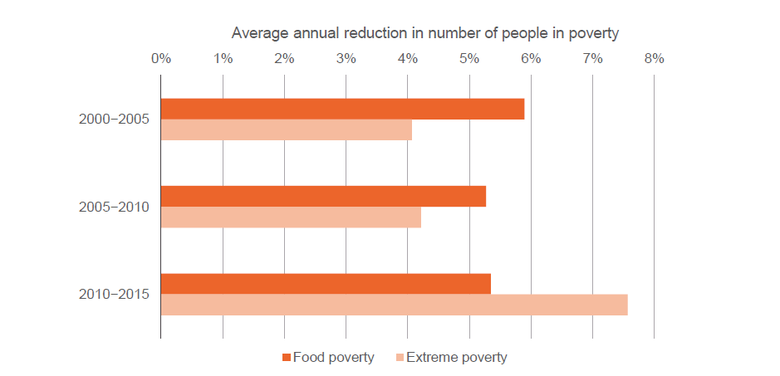 Average annual reduction in number of people in poverty
0% 1% 2% 3% 4% 5% 6% 7% 8%
2000–2005
2005–2010
2010–2015
Food poverty Extreme poverty